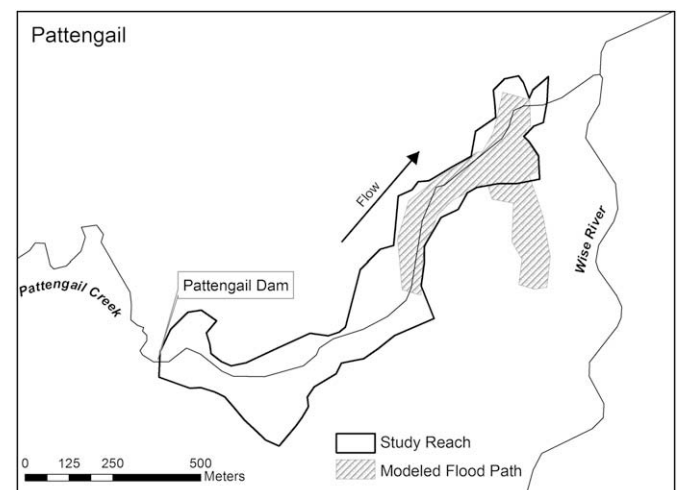 Pattengail
Flow
Wise River
Pattengail Creek
Pattengail Dam
0 125 250 500
Meters
Study Reach
Modeled Flood Path